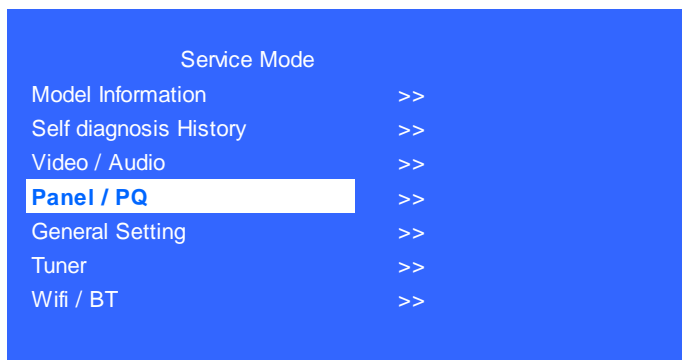 Service Mode
Model Information >>
Self diagnosis History >>
Video / Audio >>
Panel / PQ >>
General Setting >>
Tuner >>
Wifi / BT >>